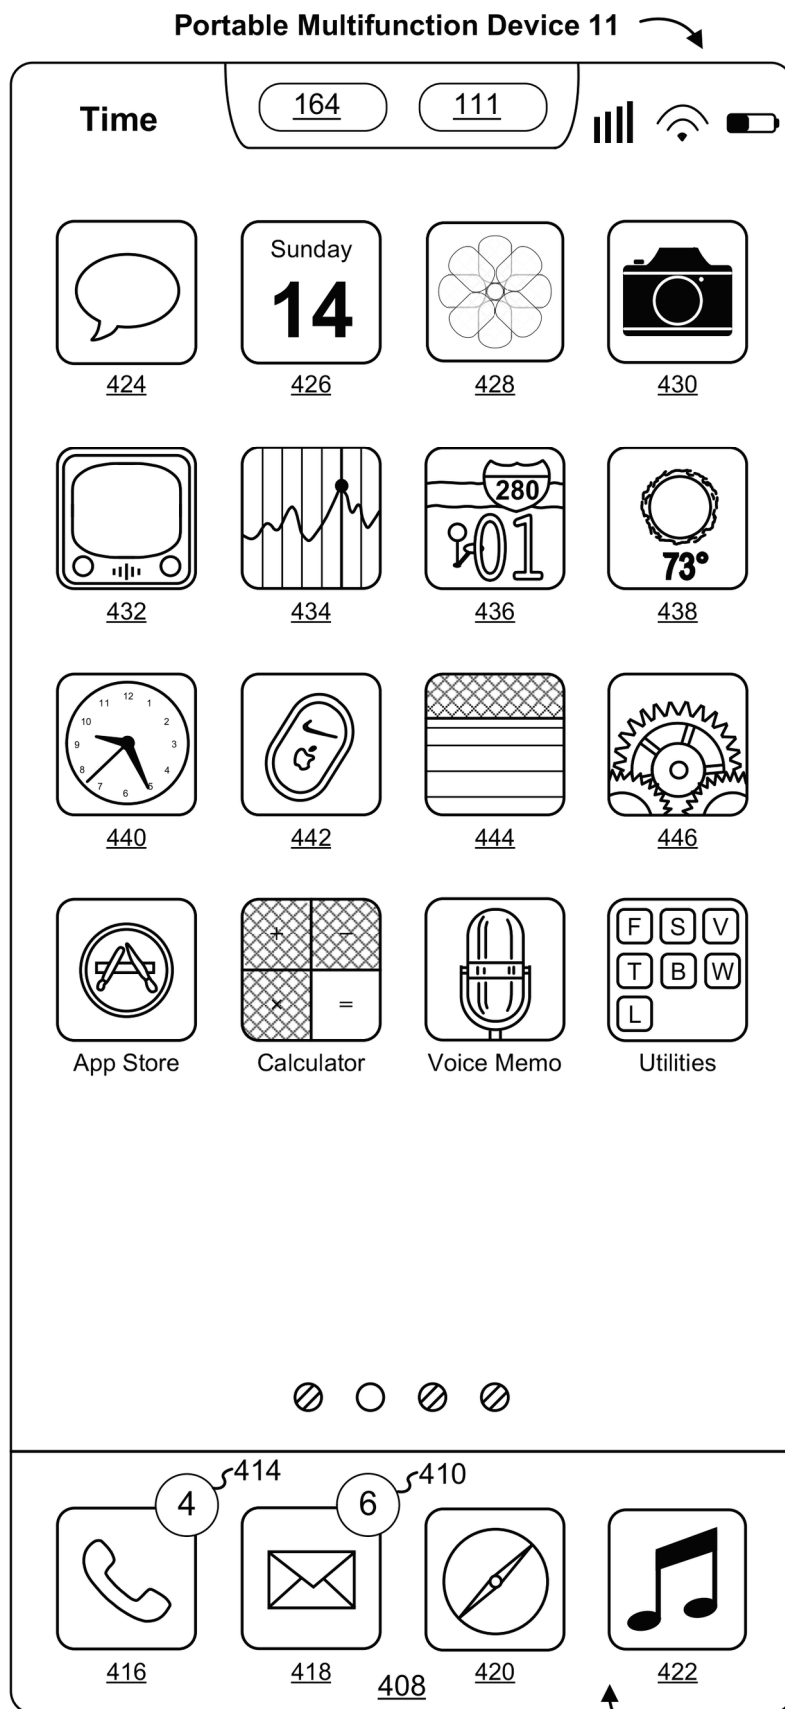 Portable Multifunction Device 11
Time
164 111
Sunday
14
424 426 428 430
280
01
73°
432 434 436 438
12
11 1
10 2
9 3
8 4
7 5
6
440 442 444 446
F S V
T B W
L
+ −
× =
App Store Calculator Voice Memo Utilities
414 410
4 6
416 418 420 422
408